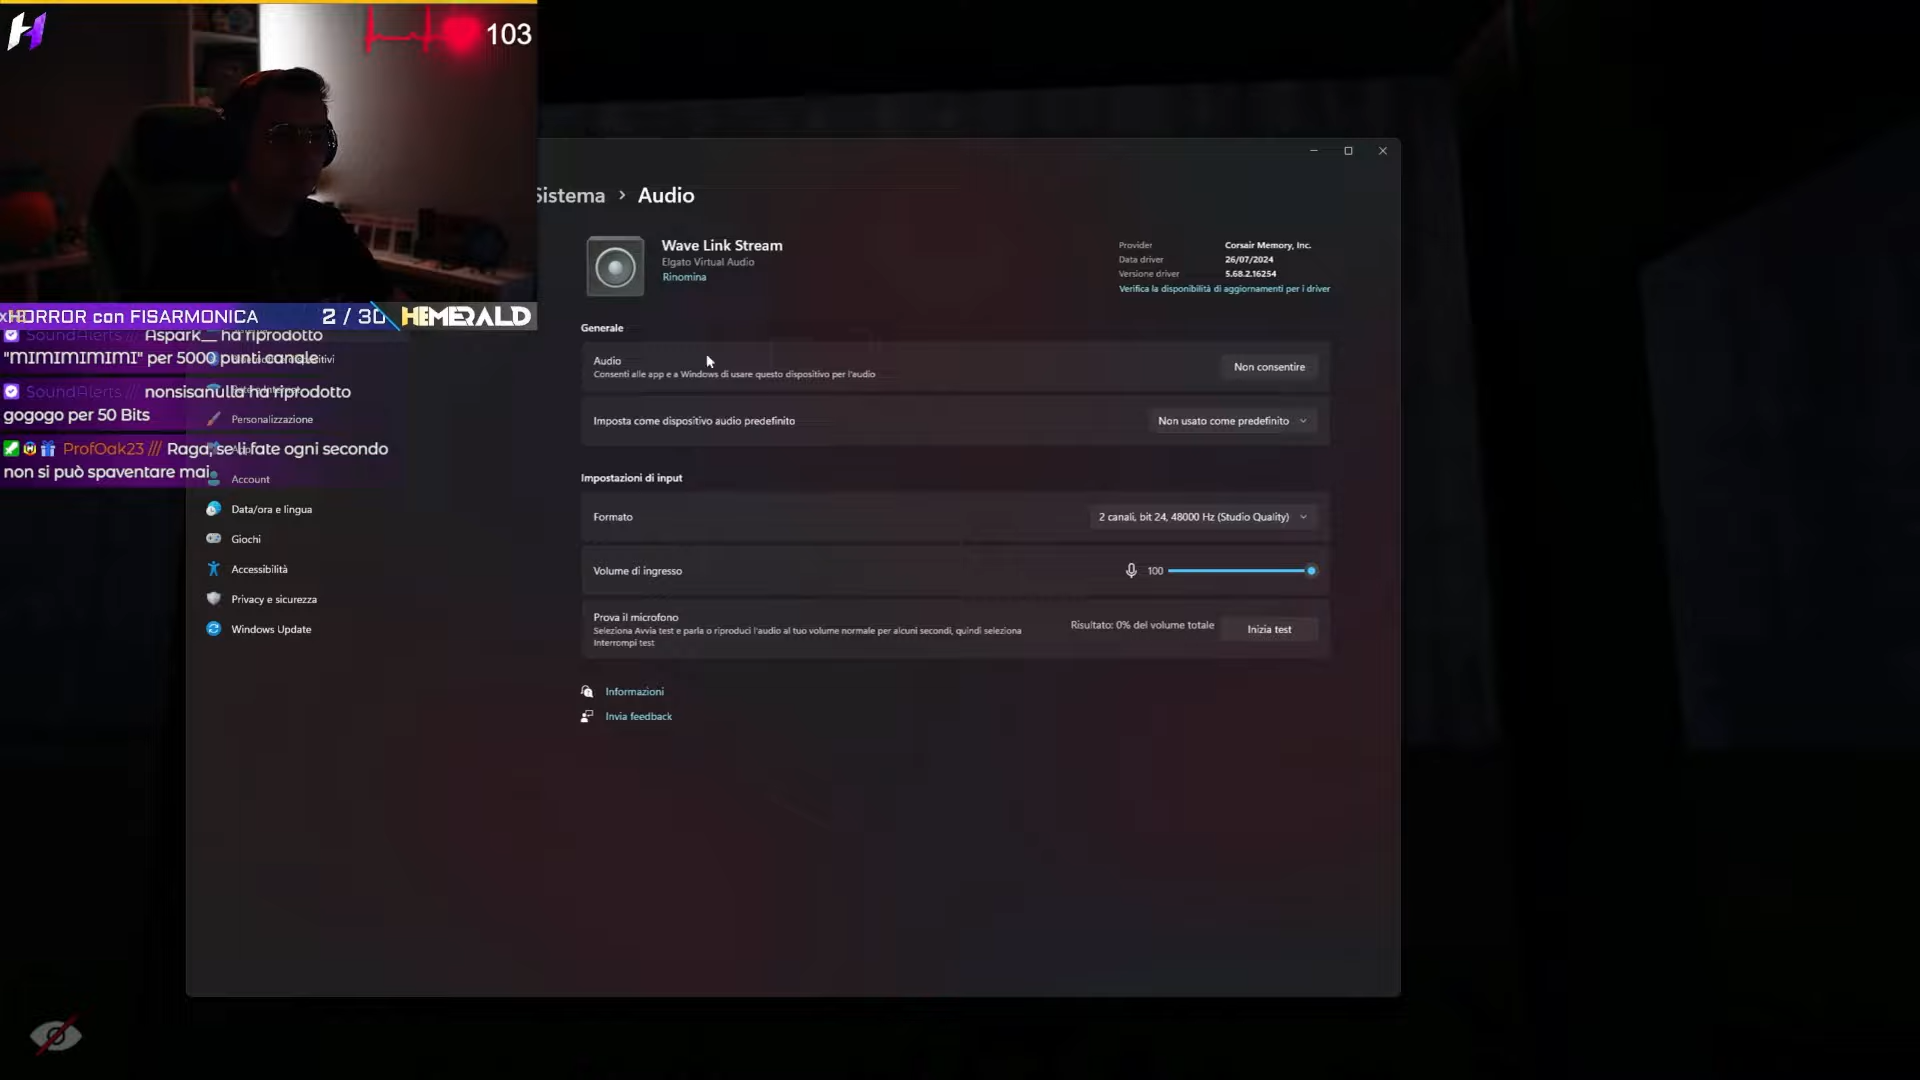 103
HORROR con FISARMONICA 2 / 30 HEMERALD
SoundAlerts /// Aspark__ ha riprodotto
"MIMIMIMIMI" per 5000 punti canale
SoundAlerts /// nonsisanulla ha riprodotto
gogogo per 50 Bits
ProfOak23 /// Raga, se li fate ogni secondo
non si può spaventare mai
Personalizzazione
Account
Data/ora e lingua
Giochi
Accessibilità
Privacy e sicurezza
Windows Update
Sistema › Audio
Wave Link Stream
Elgato Virtual Audio
Rinomina
Provider Corsair Memory, Inc.
Data driver 26/07/2024
Versione driver 5.68.2.16254
Verifica la disponibilità di aggiornamenti per i driver
Generale
Audio
Consenti alle app e a Windows di usare questo dispositivo per l'audio
Non consentire
Imposta come dispositivo audio predefinito
Non usato come predefinito
Impostazioni di input
Formato
2 canali, bit 24, 48000 Hz (Studio Quality)
Volume di ingresso
100
Prova il microfono
Seleziona Avvia test e parla o riproduci l'audio al tuo volume normale per alcuni secondi, quindi seleziona
Interrompi test
Risultato: 0% del volume totale
Inizia test
Informazioni
Invia feedback